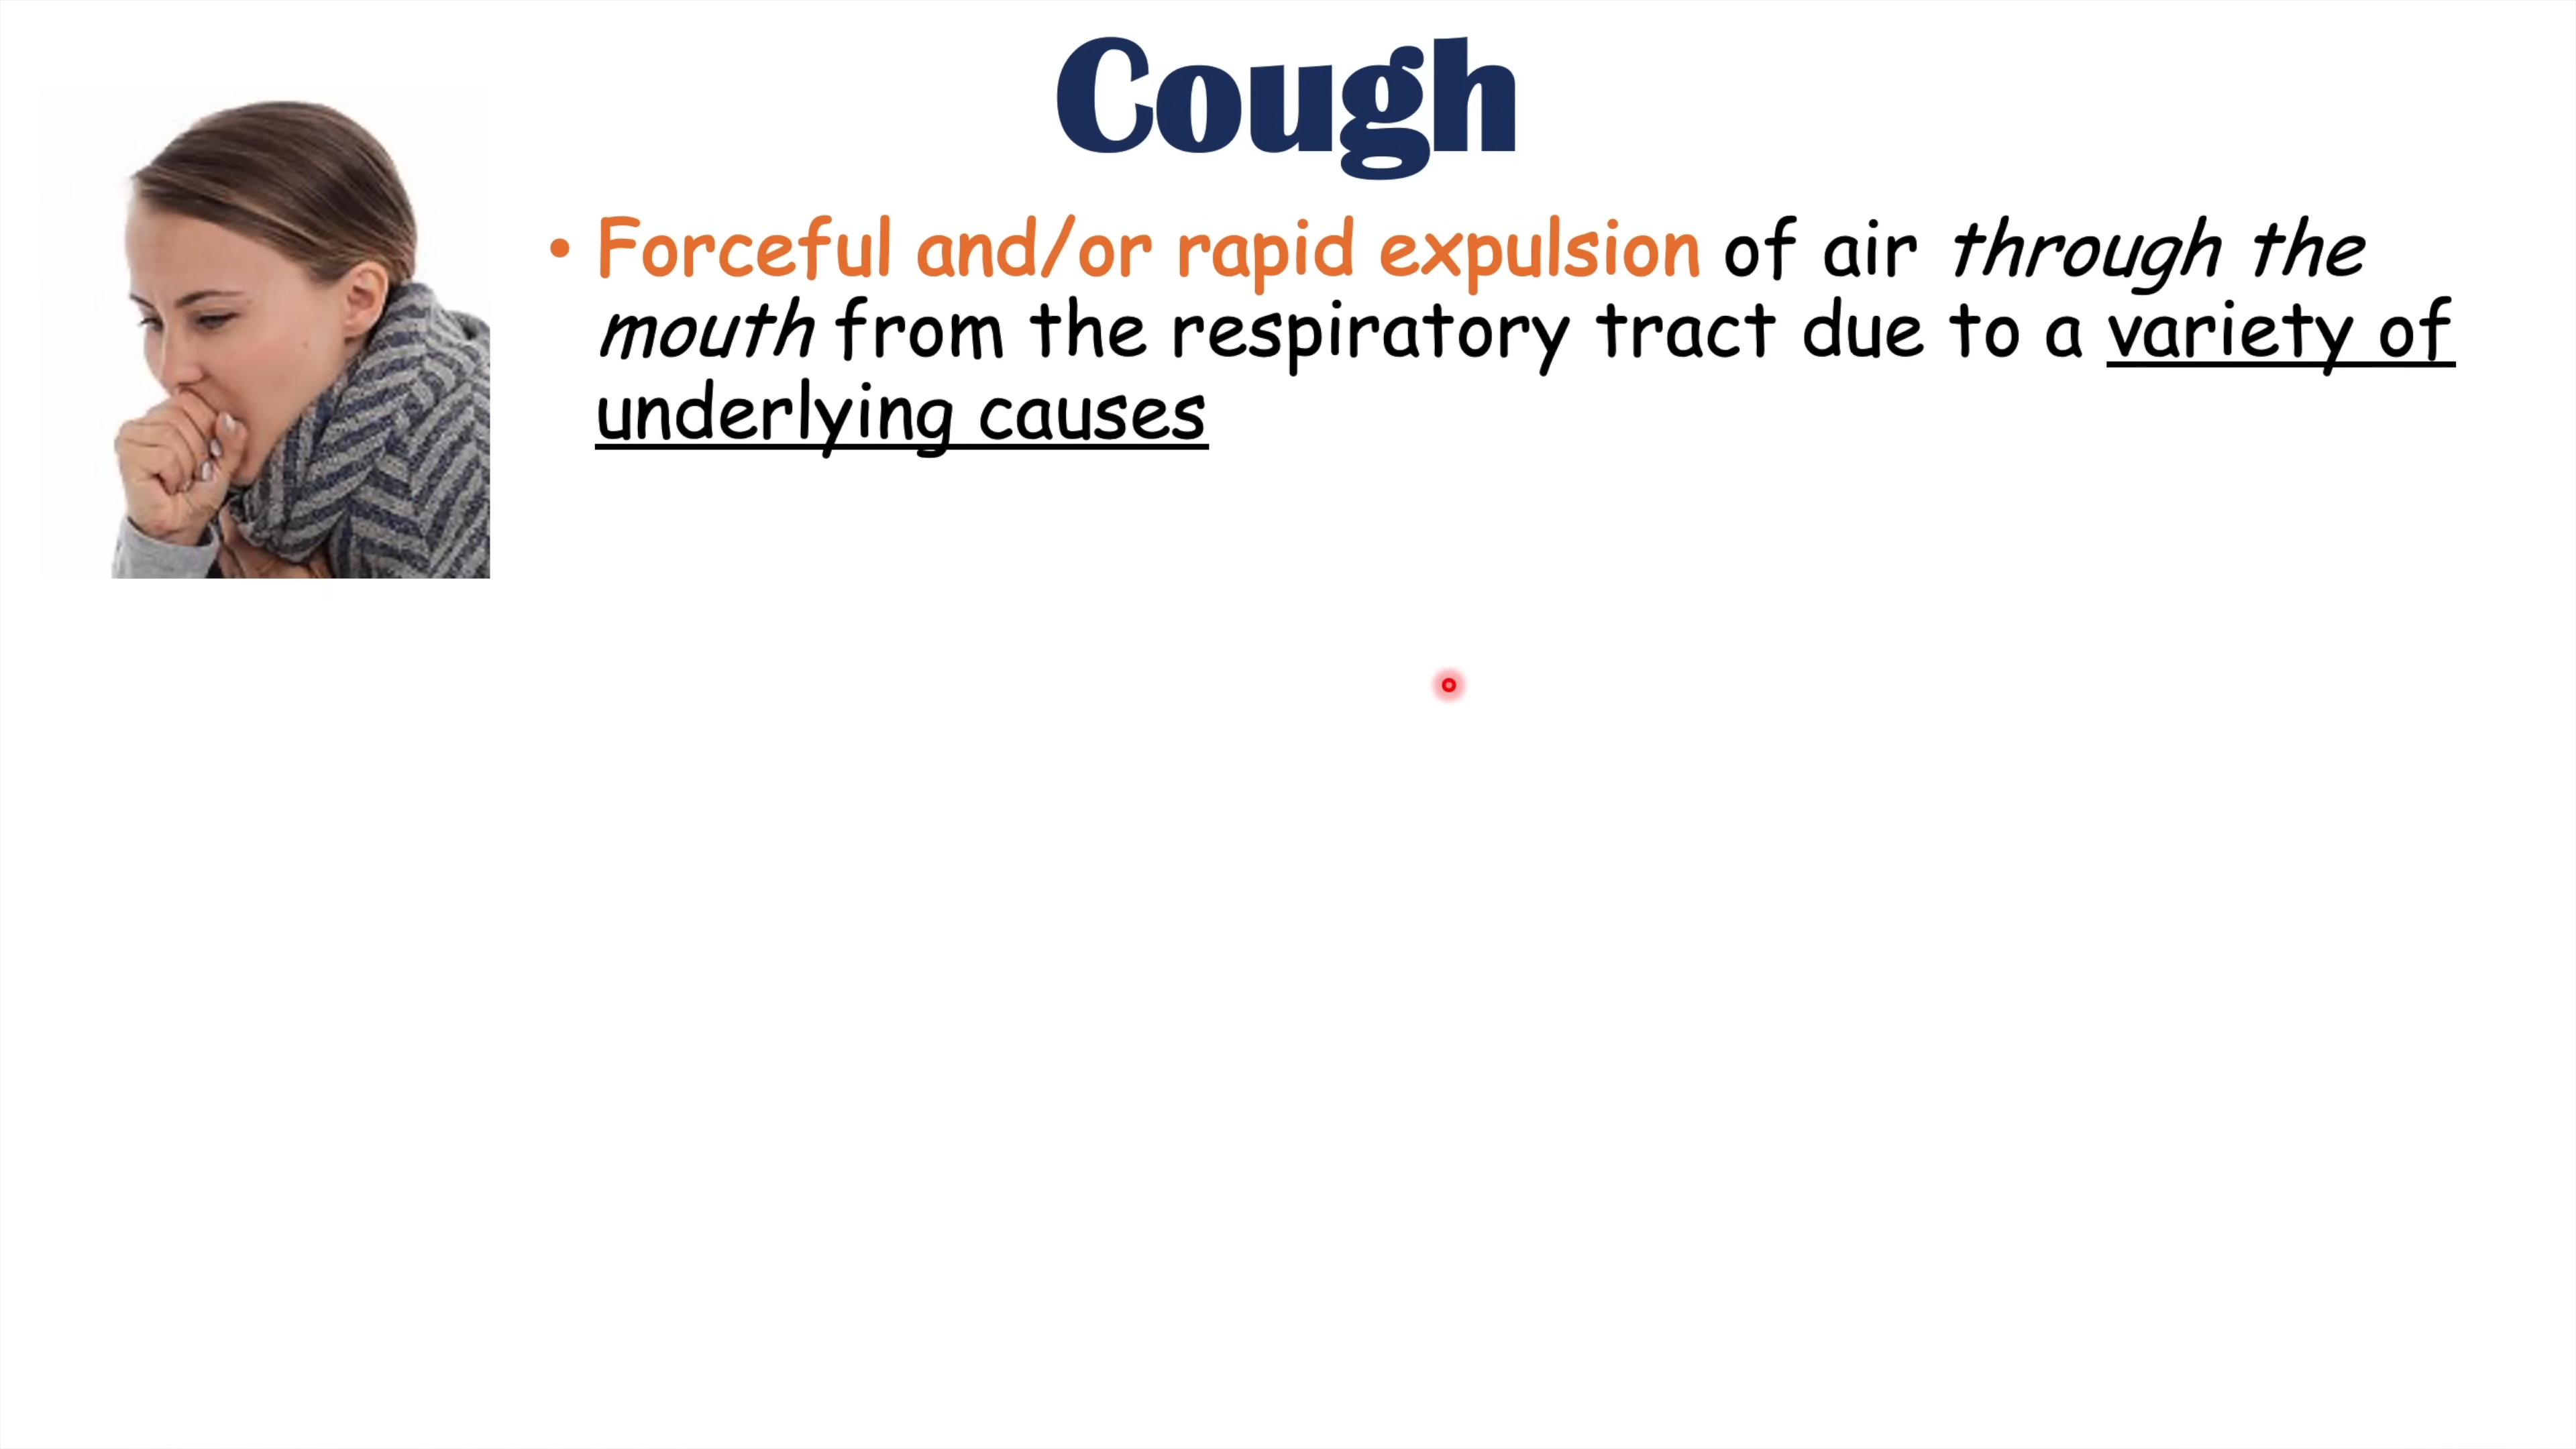 Cough
• Forceful and/or rapid expulsion of air through the
mouth from the respiratory tract due to a variety of
underlying causes